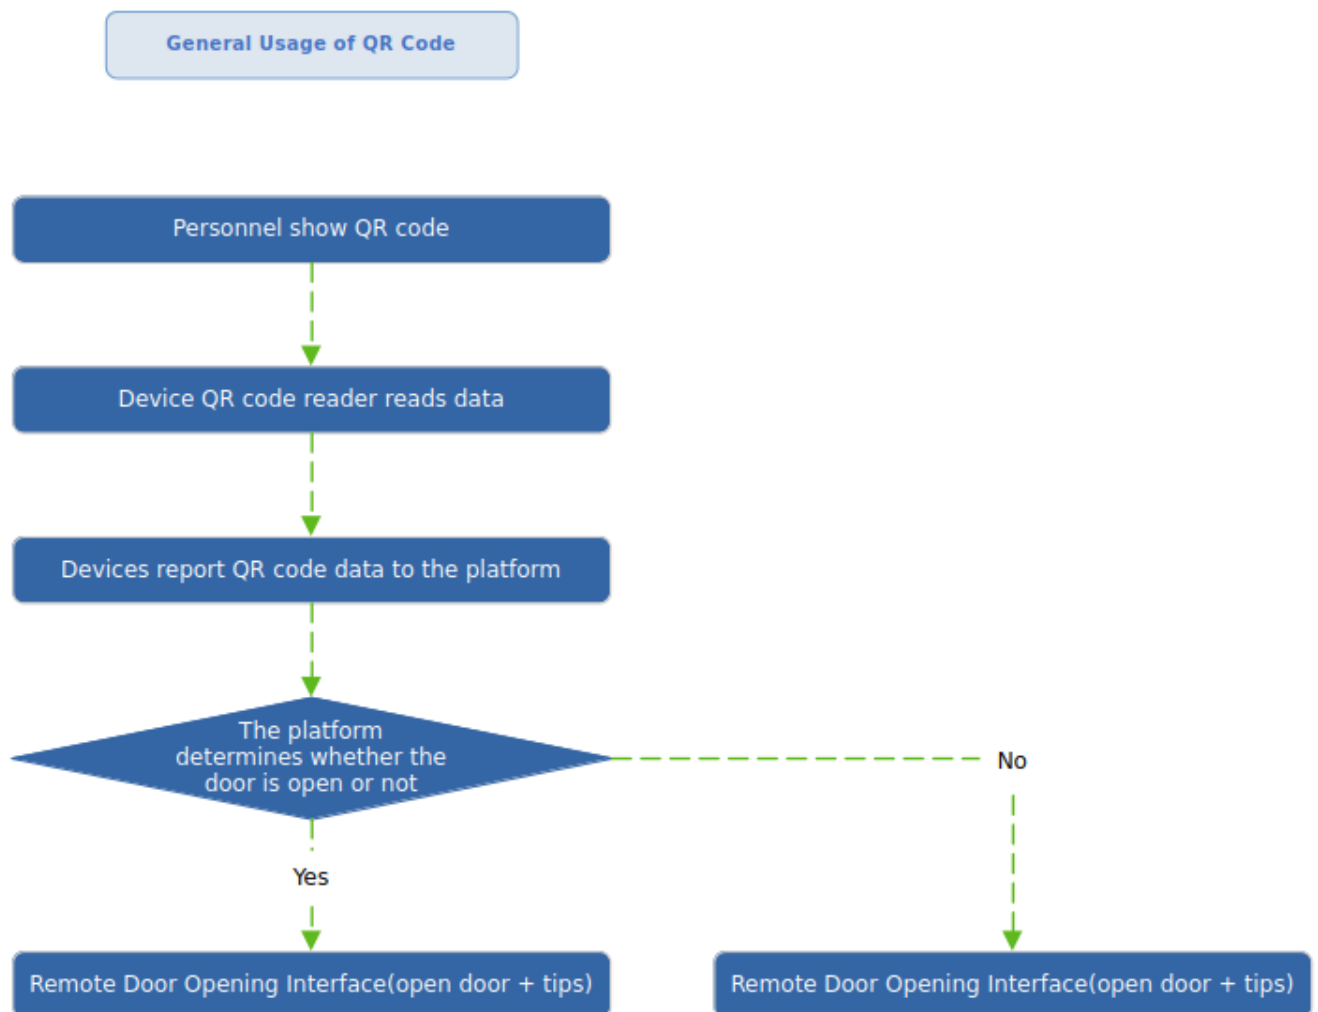 General Usage of QR Code
Personnel show QR code
Device QR code reader reads data
Devices report QR code data to the platform
The platform
determines whether the
door is open or not
No
Yes
Remote Door Opening Interface(open door + tips)
Remote Door Opening Interface(open door + tips)